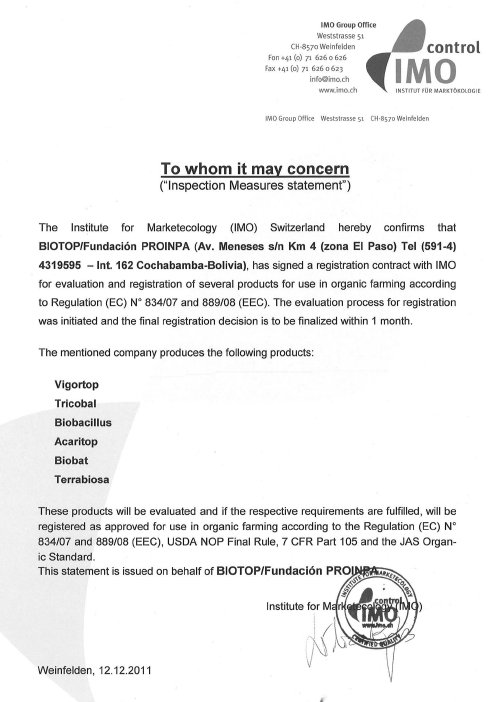 IMO Group Office
Weststrasse 51
CH-8570 Weinfelden
Fon +41 (0) 71 626 0 626
Fax +41 (0) 71 626 0 623
info@imo.ch
www.imo.ch
control
IMO
INSTITUT FÜR MARKTÖKOLOGIE
IMO Group Office Weststrasse 51 CH-8570 Weinfelden
To whom it may concern
("Inspection Measures statement")
The Institute for Marketecology (IMO) Switzerland hereby confirms that
BIOTOP/Fundación PROINPA (Av. Meneses s/n Km 4 (zona El Paso) Tel (591-4)
4319595 – Int. 162 Cochabamba-Bolivia), has signed a registration contract with IMO
for evaluation and registration of several products for use in organic farming according
to Regulation (EC) N° 834/07 and 889/08 (EEC). The evaluation process for registration
was initiated and the final registration decision is to be finalized within 1 month.
The mentioned company produces the following products:
Vigortop
Tricobal
Biobacillus
Acaritop
Biobat
Terrabiosa
These products will be evaluated and if the respective requirements are fulfilled, will be
registered as approved for use in organic farming according to the Regulation (EC) N°
834/07 and 889/08 (EEC), USDA NOP Final Rule, 7 CFR Part 105 and the JAS Organ-
ic Standard.
This statement is issued on behalf of BIOTOP/Fundación PROINPA
Institute for Marketecology (IMO)
INSTITUTE FOR MARKETECOLOGY
control
IMO
www.imo.ch
CERTIFIED QUALITY
Weinfelden, 12.12.2011